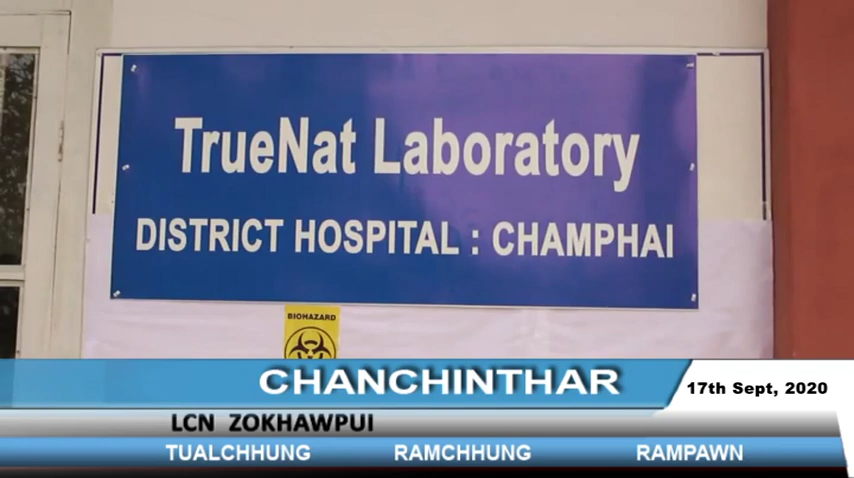 TrueNat Laboratory
DISTRICT HOSPITAL : CHAMPHAI
BIOHAZARD
CHANCHINTHAR
17th Sept, 2020
LCN ZOKHAWPUI
TUALCHHUNG RAMCHHUNG RAMPAWN